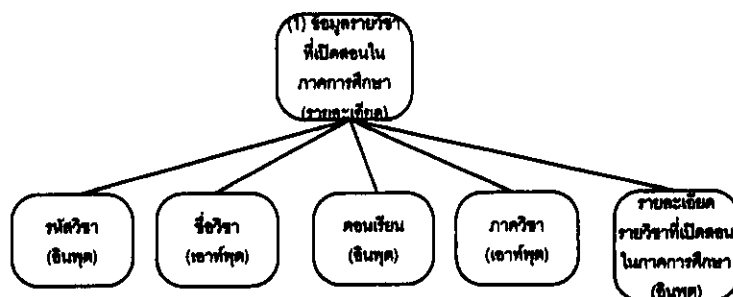 (1) ข้อมูลรายวิชา
ที่เปิดสอนใน
ภาคการศึกษา
(รายละเอียด)
รหัสวิชา
(อินพุต)
ชื่อวิชา
(เอาท์พุต)
ตอนเรียน
(อินพุต)
ภาควิชา
(เอาท์พุต)
รายละเอียด
รายวิชาที่เปิดสอน
ในภาคการศึกษา
(อินพุต)